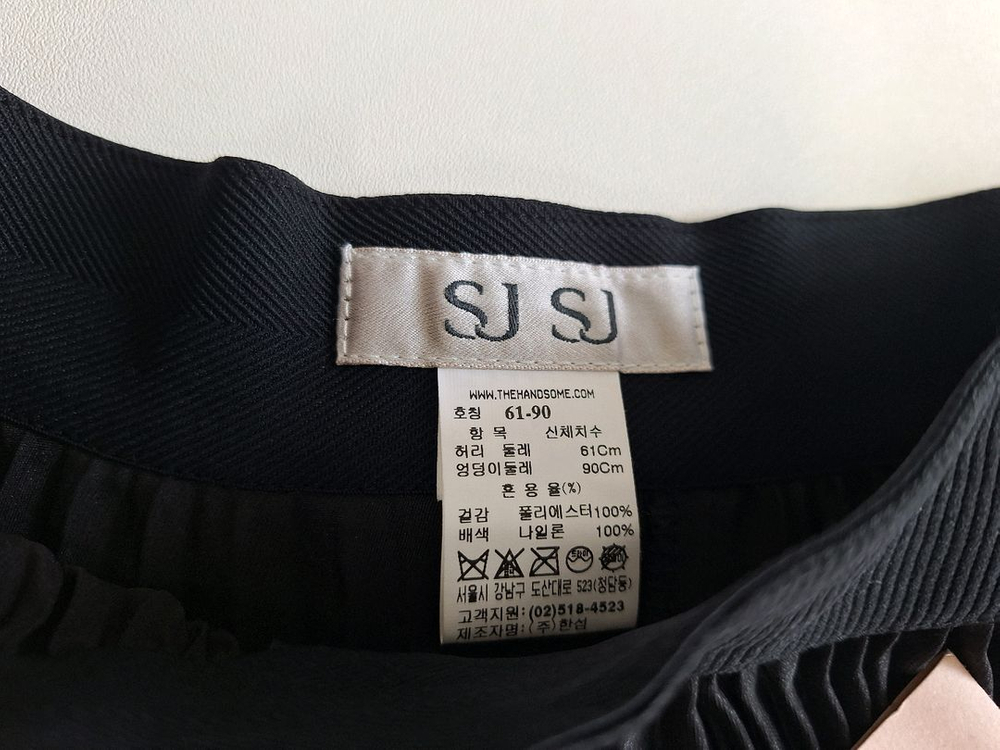 SJ SJ
WWW.THEHANDSOME.COM
호칭 61-90
항 목 신체치수
허리 둘레 61Cm
엉덩이둘레 90Cm
혼 용 율(%)
겉감 폴리에스터100%
배색 나일론 100%
서울시 강남구 도산대로 523(청담동)
고객지원: (02)518-4523
제조자명: (주)한섬